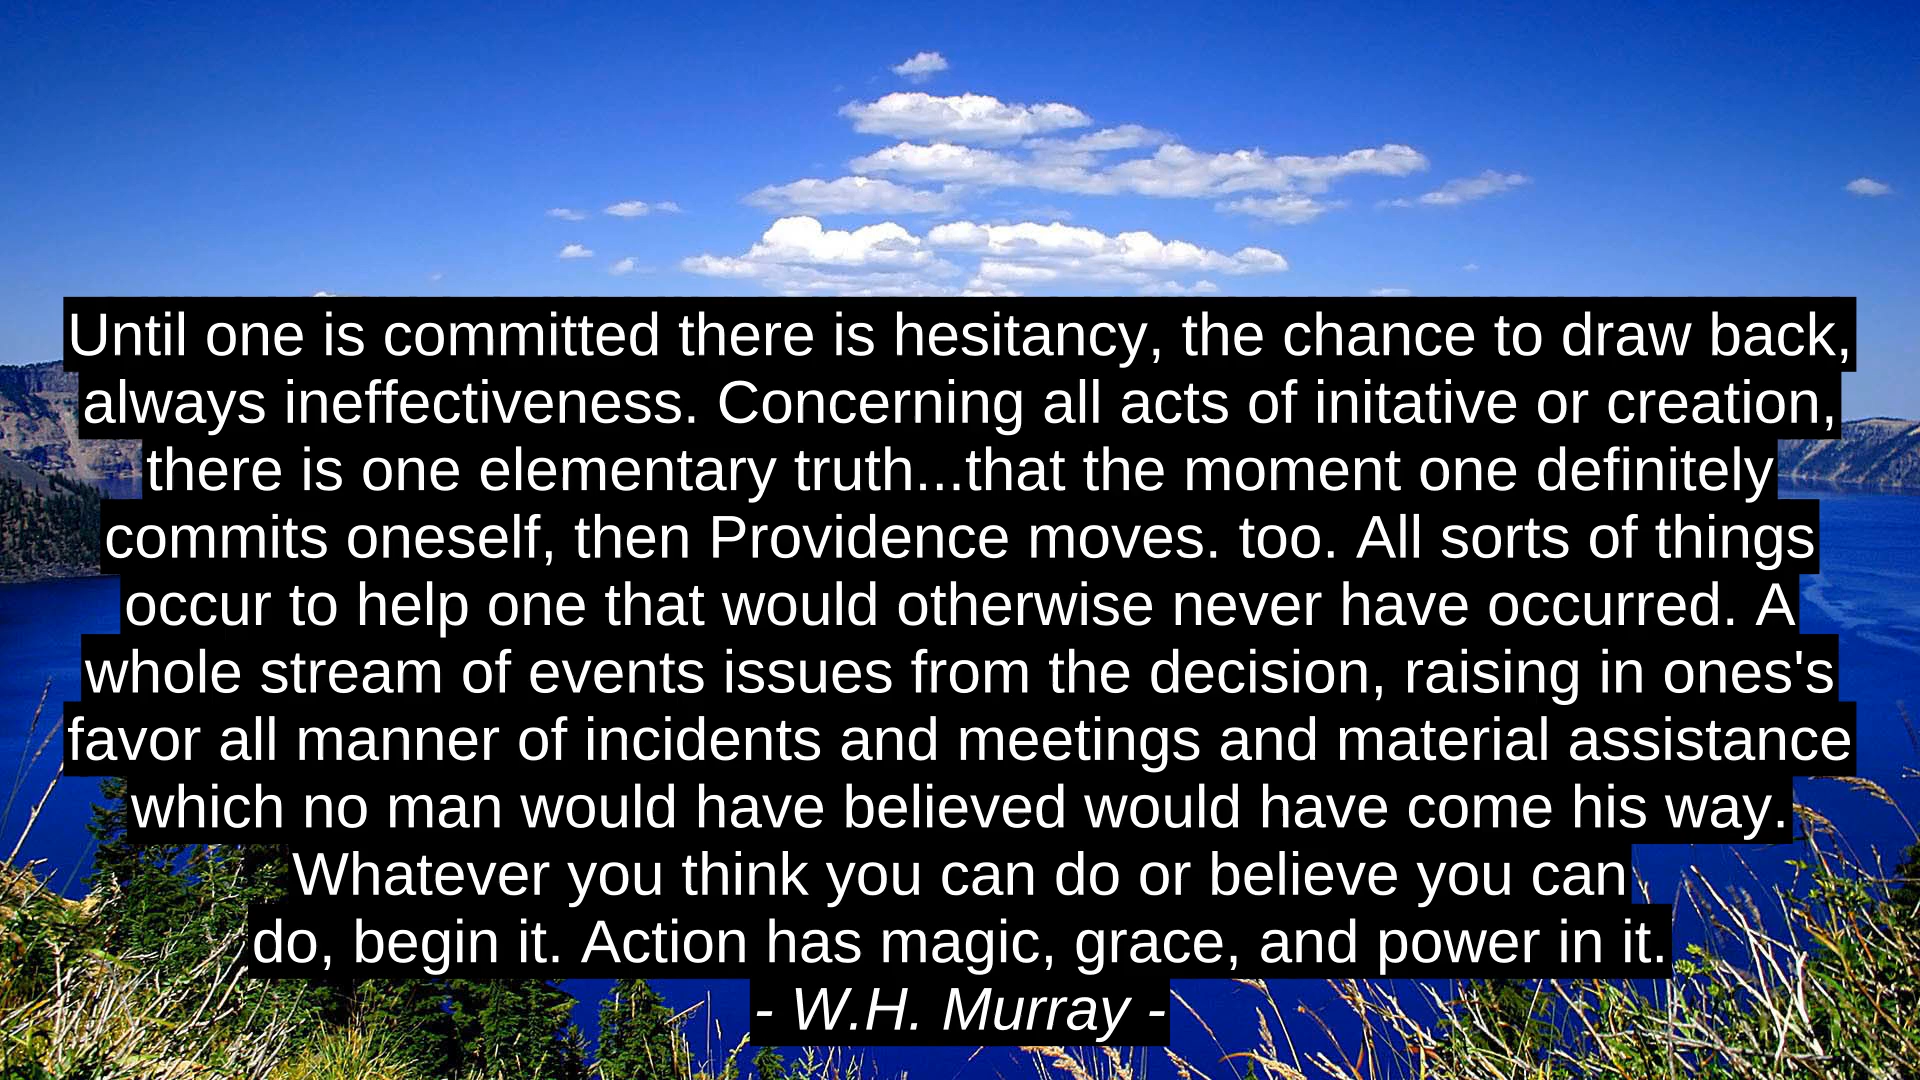 Until one is committed there is hesitancy, the chance to draw back,
always ineffectiveness. Concerning all acts of initative or creation,
there is one elementary truth...that the moment one definitely
commits oneself, then Providence moves. too. All sorts of things
occur to help one that would otherwise never have occurred. A
whole stream of events issues from the decision, raising in ones's
favor all manner of incidents and meetings and material assistance
which no man would have believed would have come his way.
Whatever you think you can do or believe you can
do, begin it. Action has magic, grace, and power in it.
- W.H. Murray -